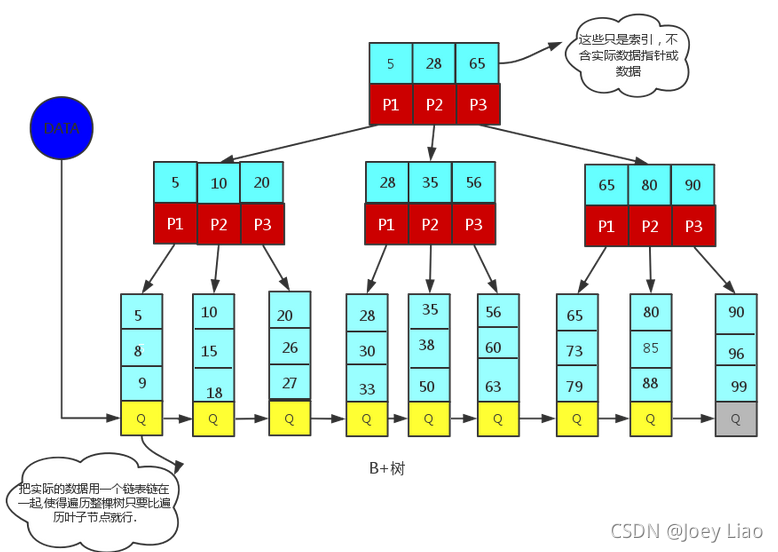 5 28 65
P1 P2 P3
这些只是索引，不
含实际数据指针或
数据
DATA
5 10 20
P1 P2 P3
28 35 56
P1 P2 P3
65 80 90
P1 P2 P3
5
8
9
Q
10
15
18
Q
20
26
27
Q
28
30
33
Q
35
38
50
Q
56
60
63
Q
65
73
79
Q
80
85
88
Q
90
96
99
Q
B+树
把实际的数据用一个链表链在
一起,使得遍历整棵树只要比遍
历叶子节点就行.
CSDN @Joey Liao